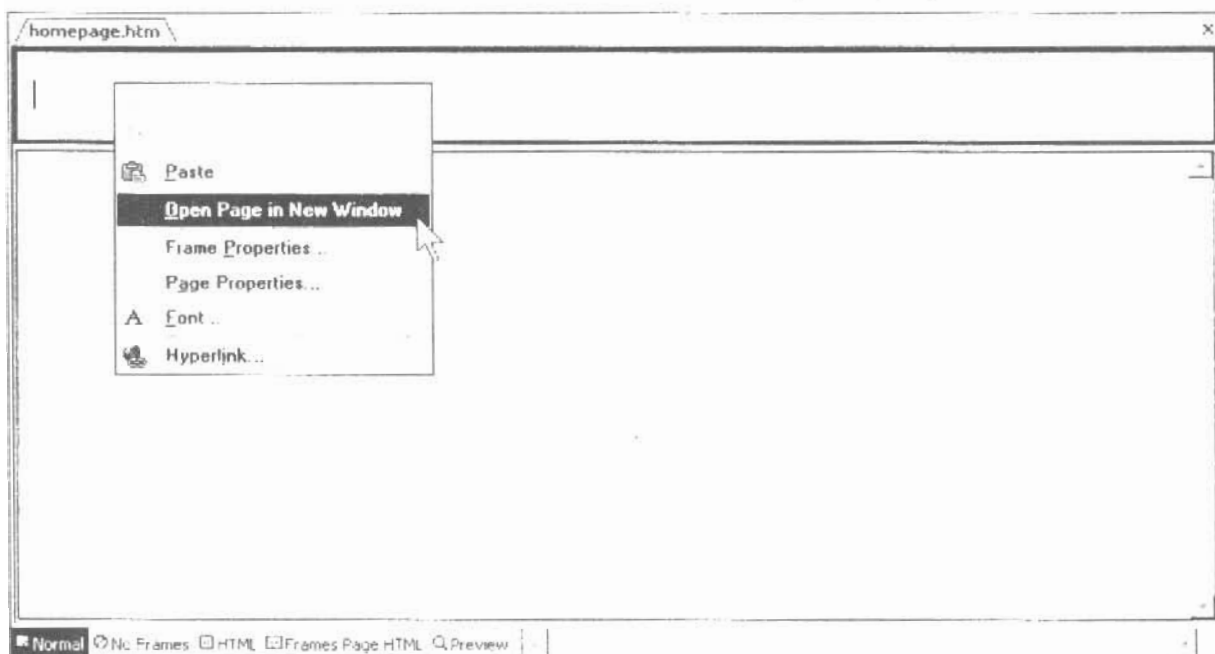 homepage.htm
Paste
Open Page in New Window
Frame Properties ..
Page Properties...
A Font ..
Hyperlink...
Normal No Frames HTML Frames Page HTML Preview